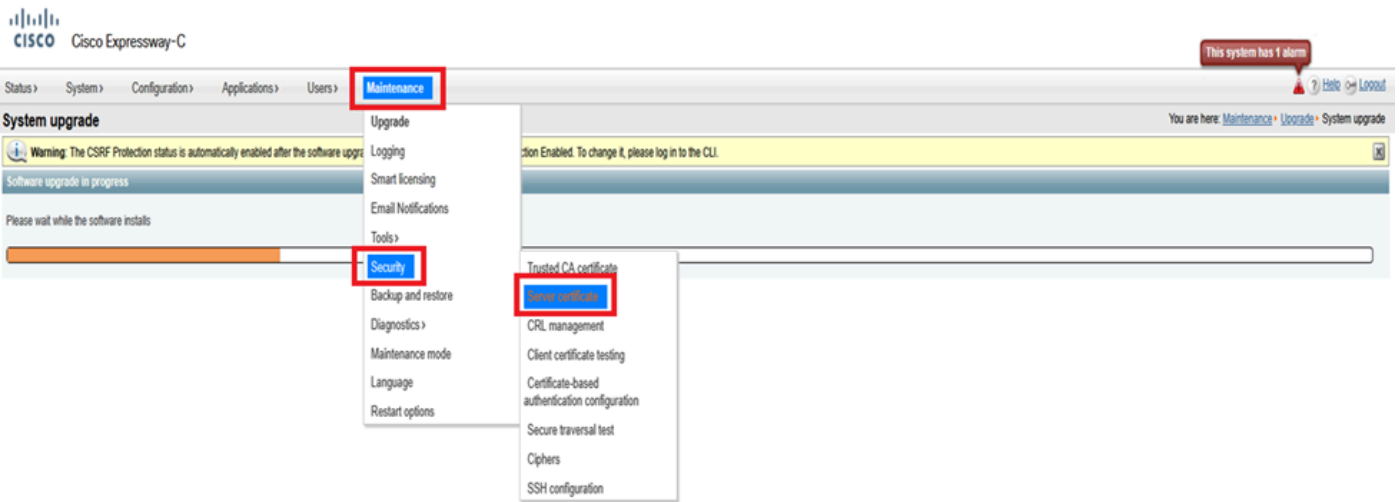 CISCO Cisco Expressway-C
This system has 1 alarm
Status › System › Configuration › Applications › Users › Maintenance Help Logout
System upgrade You are here: Maintenance › Upgrade › System upgrade
Warning: The CSRF Protection status is automatically enabled after the software upgra tion Enabled. To change it, please log in to the CLI.
Software upgrade in progress
Please wait while the software installs
Upgrade
Logging
Smart licensing
Email Notifications
Tools ›
Security
Backup and restore
Diagnostics ›
Maintenance mode
Language
Restart options
Trusted CA certificate
Server certificate
CRL management
Client certificate testing
Certificate-based
authentication configuration
Secure traversal test
Ciphers
SSH configuration